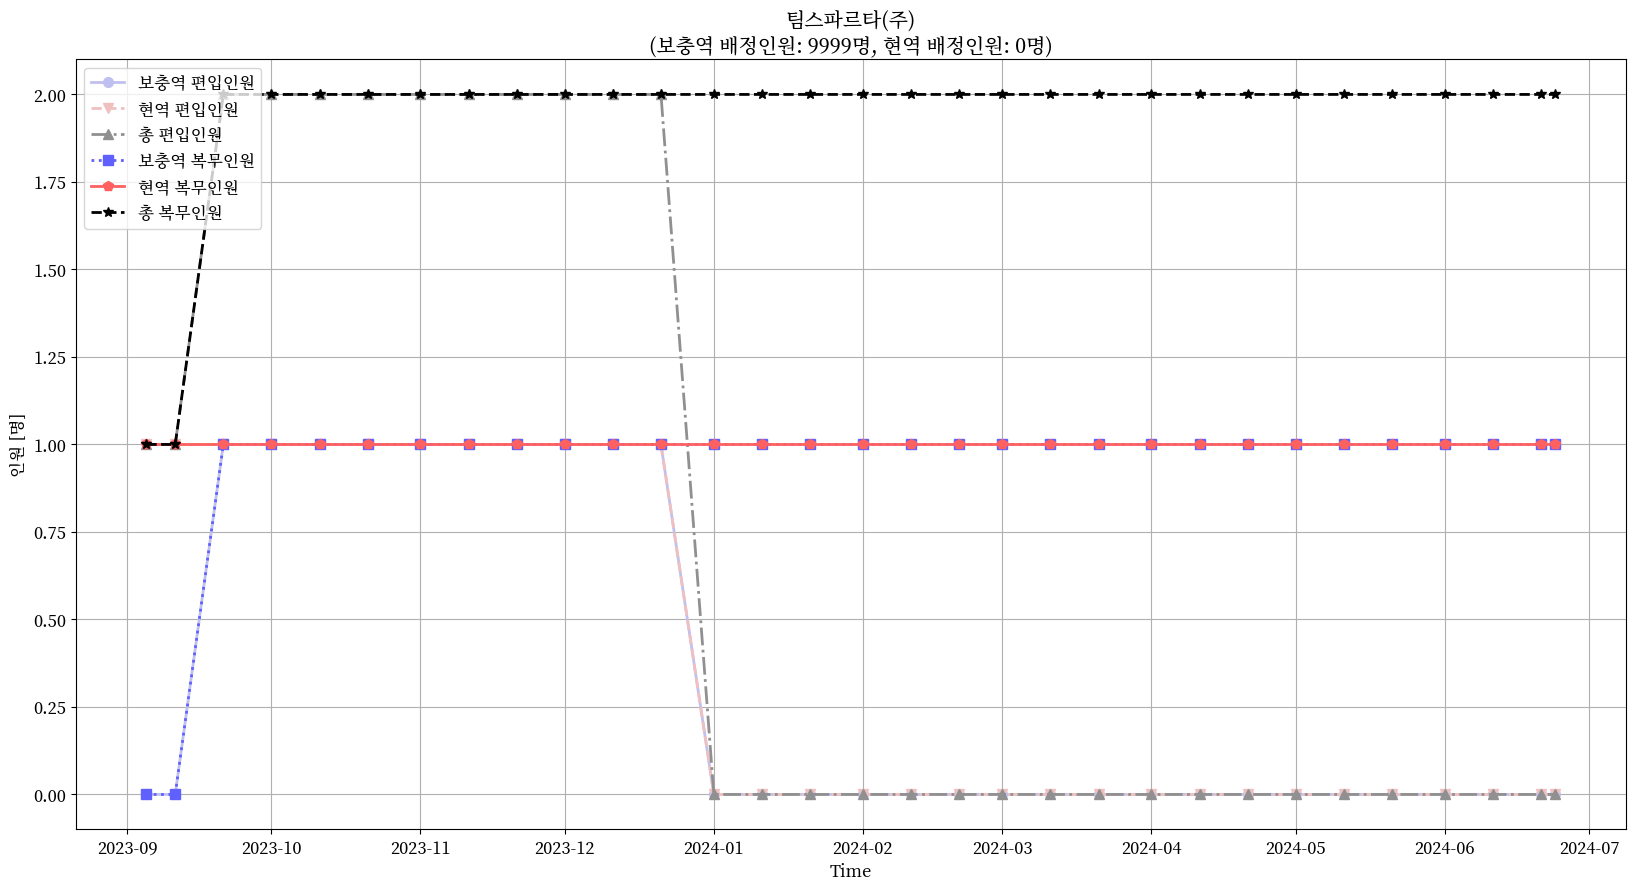 팀스파르타(주)
(보충역 배정인원: 9999명, 현역 배정인원: 0명)
보충역 편입인원
현역 편입인원
총 편입인원
보충역 복무인원
현역 복무인원
총 복무인원
2.00
1.75
1.50
1.25
1.00
0.75
0.50
0.25
0.00
인원 [명]
2023-09 2023-10 2023-11 2023-12 2024-01 2024-02 2024-03 2024-04 2024-05 2024-06 2024-07
Time